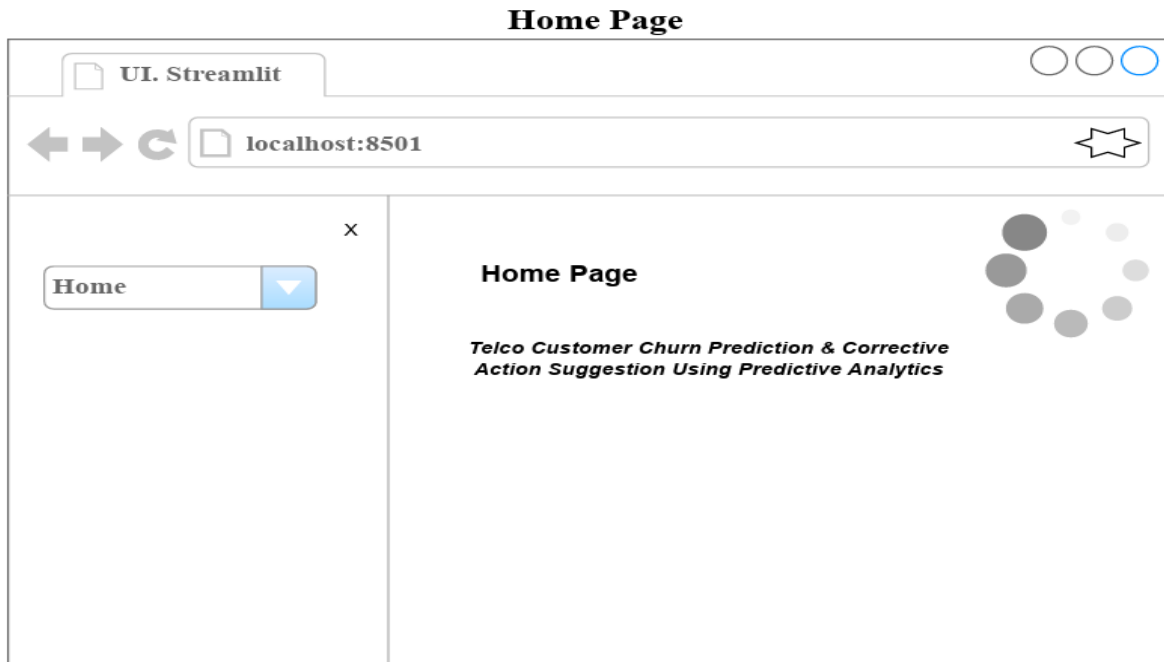 Home Page
UI. Streamlit
localhost:8501
x
Home
Home Page
Telco Customer Churn Prediction & Corrective
Action Suggestion Using Predictive Analytics